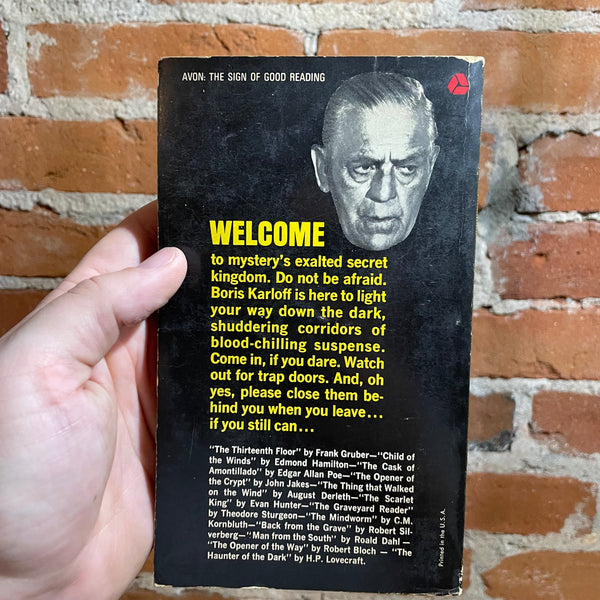 AVON: THE SIGN OF GOOD READING
WELCOME
to mystery's exalted secret
kingdom. Do not be afraid.
Boris Karloff is here to light
your way down the dark,
shuddering corridors of
blood-chilling suspense.
Come in, if you dare. Watch
out for trap doors. And, oh
yes, please close them be-
hind you when you leave...
if you still can...
"The Thirteenth Floor" by Frank Gruber—"Child of
the Winds" by Edmond Hamilton—"The Cask of
Amontillado" by Edgar Allan Poe—"The Opener of
the Crypt" by John Jakes—"The Thing that Walked
on the Wind" by August Derleth—"The Scarlet
King" by Evan Hunter—"The Graveyard Reader"
by Theodore Sturgeon—"The Mindworm" by C.M.
Kornbluth—"Back from the Grave" by Robert Sil-
verberg—"Man from the South" by Roald Dahl—
"The Opener of the Way" by Robert Bloch — "The
Haunter of the Dark" by H.P. Lovecraft.
Printed in the U.S.A.